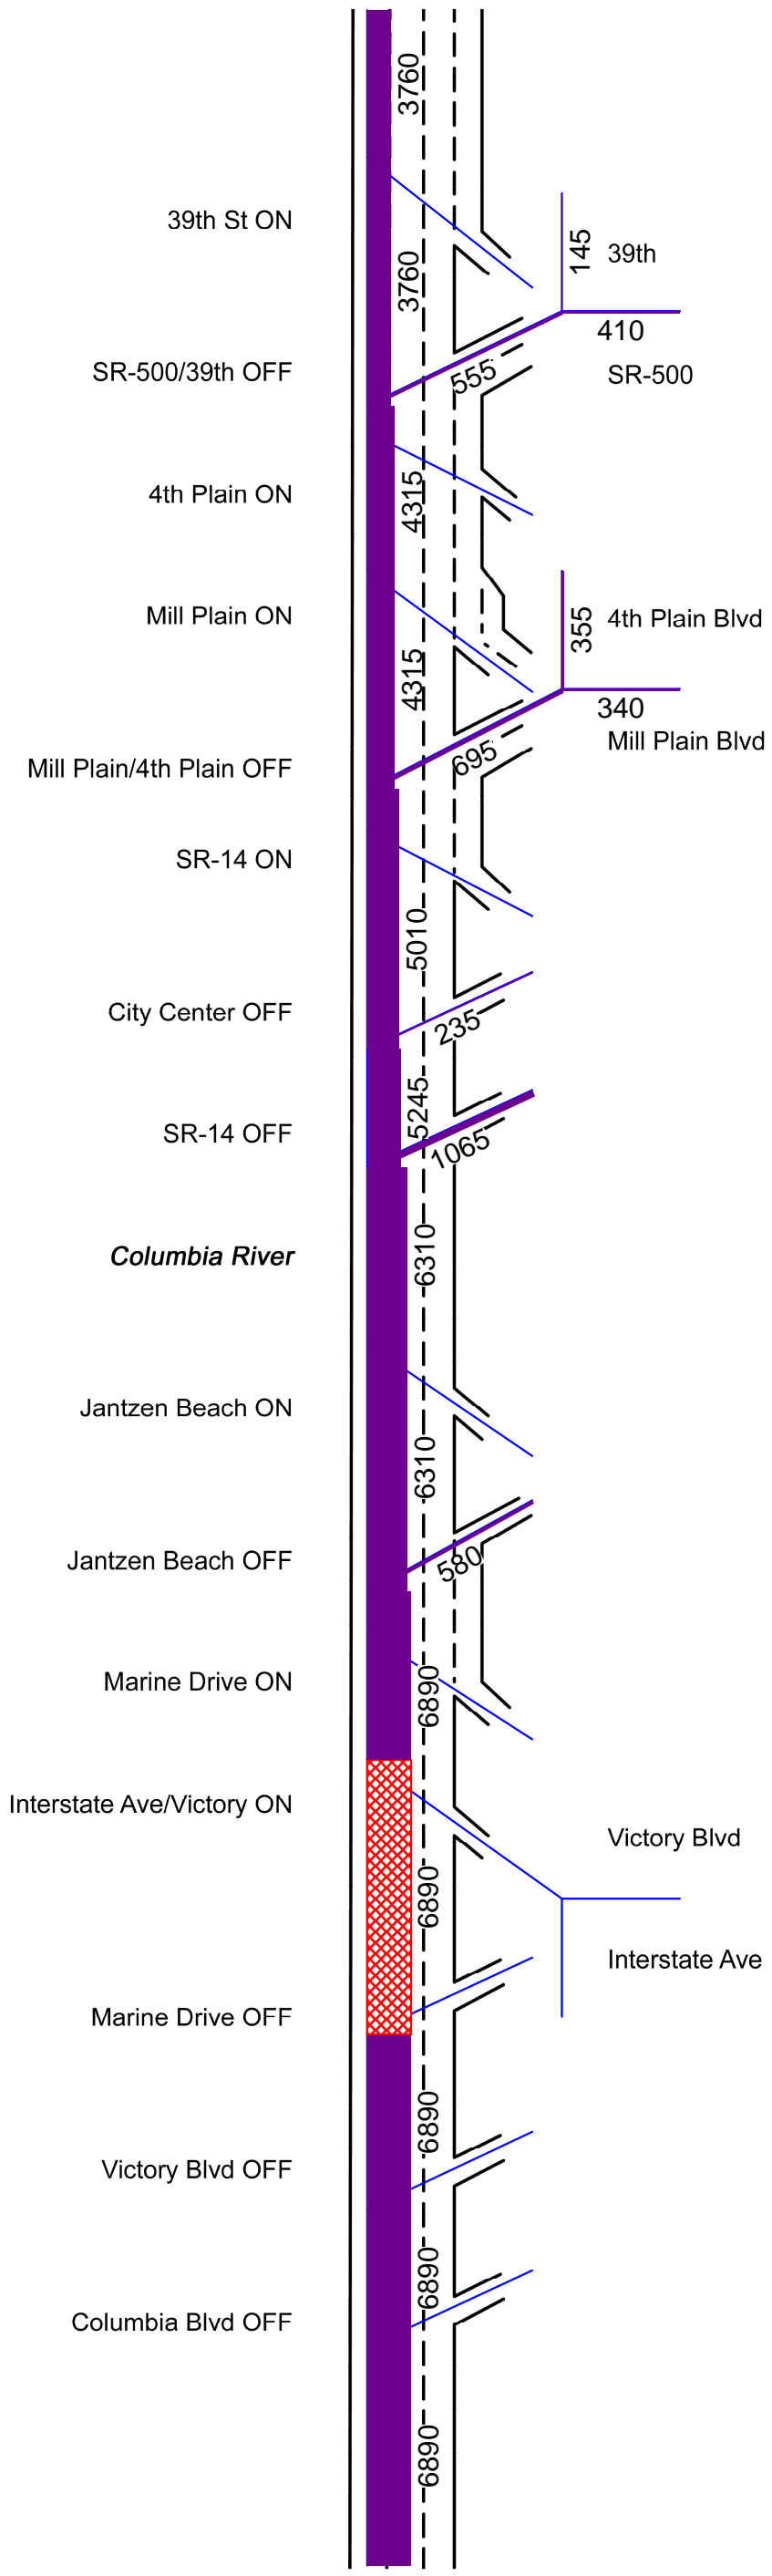 3760
39th St ON
3760
145
39th
410
SR-500/39th OFF
555
SR-500
4th Plain ON
4315
Mill Plain ON
355
4th Plain Blvd
4315
340
Mill Plain Blvd
Mill Plain/4th Plain OFF
695
SR-14 ON
5010
City Center OFF
235
5245
SR-14 OFF
1065
Columbia River
6310
Jantzen Beach ON
6310
Jantzen Beach OFF
580
Marine Drive ON
6890
Interstate Ave/Victory ON
Victory Blvd
6890
Interstate Ave
Marine Drive OFF
6890
Victory Blvd OFF
6890
Columbia Blvd OFF
6890